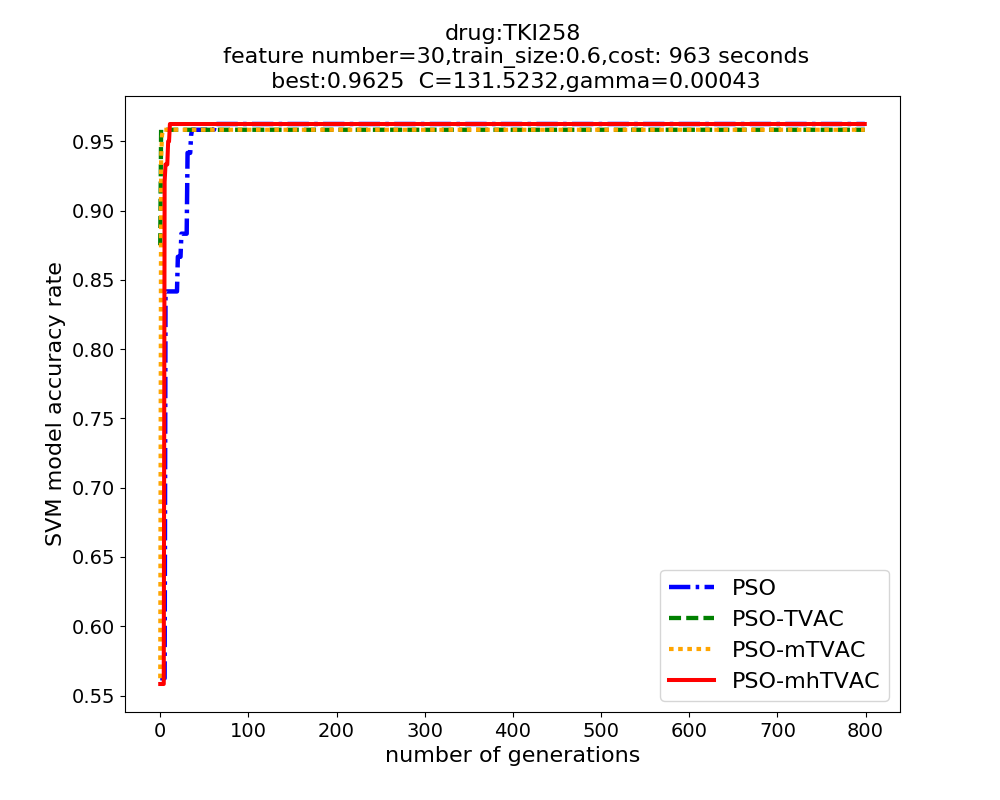 drug:TKI258
feature number=30,train_size:0.6,cost: 963 seconds
best:0.9625  C=131.5232,gamma=0.00043
SVM model accuracy rate
0.95
0.90
0.85
0.80
0.75
0.70
0.65
0.60
0.55
PSO
PSO-TVAC
PSO-mTVAC
PSO-mhTVAC
0 100 200 300 400 500 600 700 800
number of generations